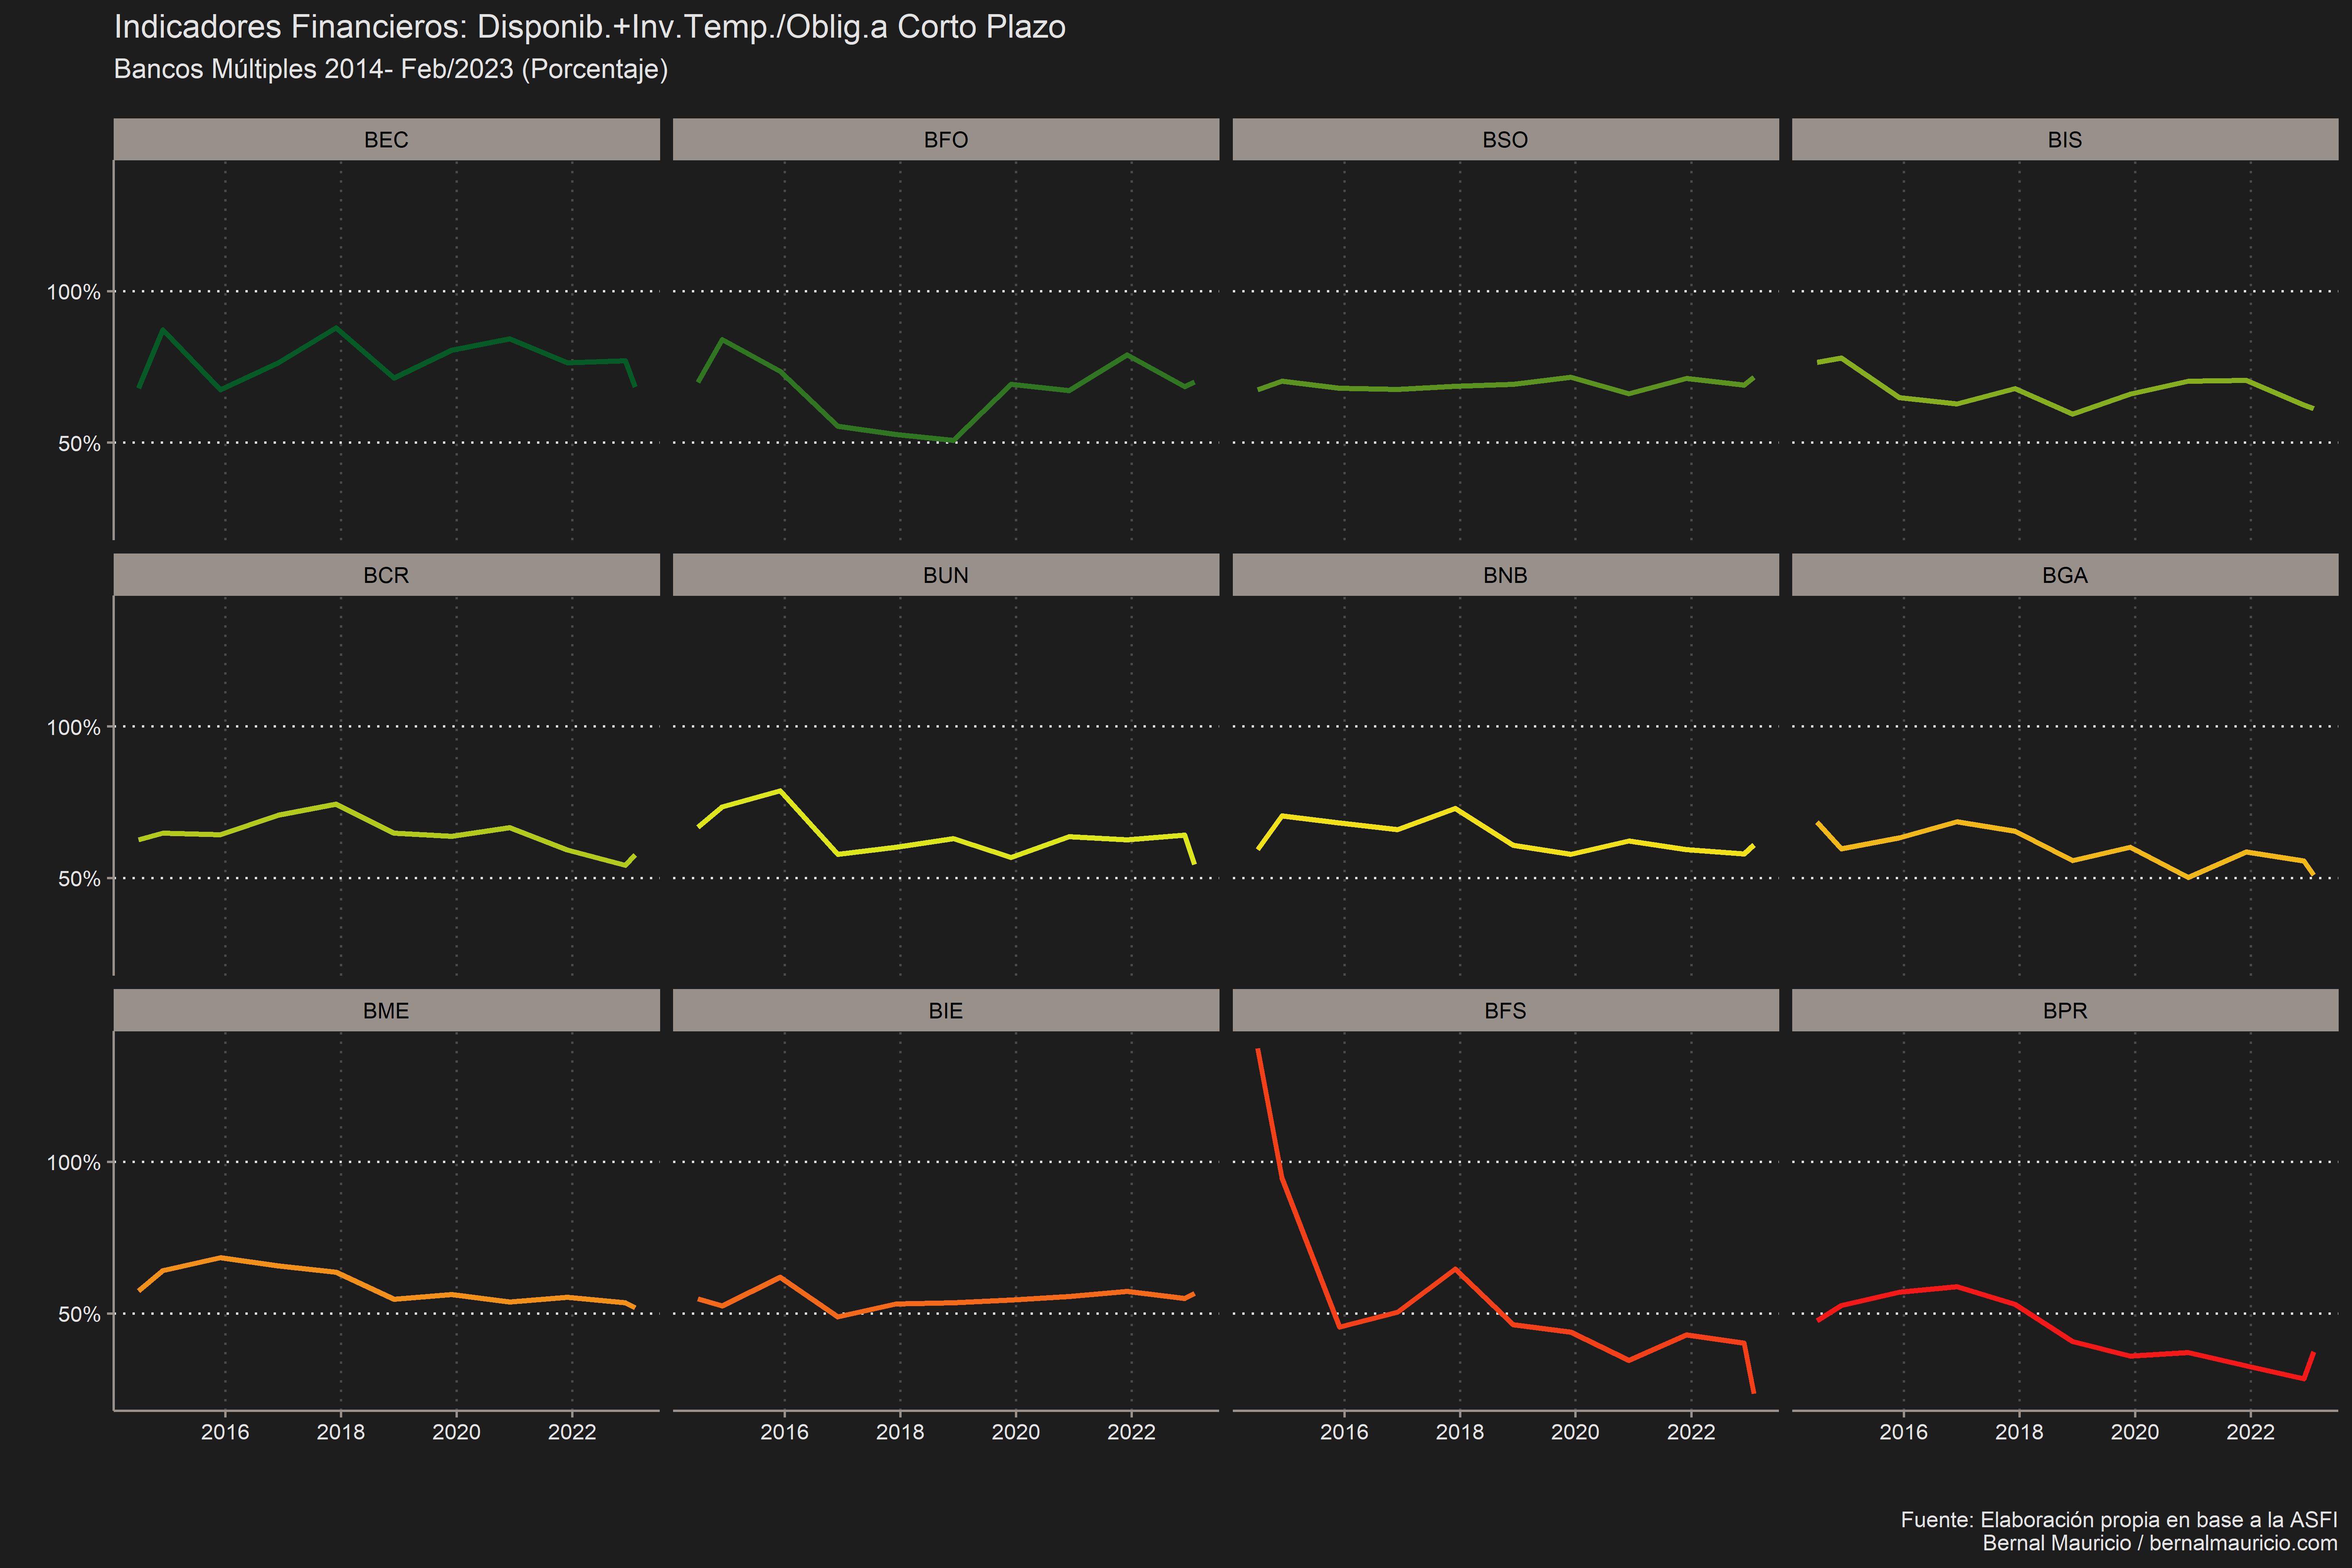 Indicadores Financieros: Disponib.+Inv.Temp./Oblig.a Corto Plazo
Bancos Múltiples 2014- Feb/2023 (Porcentaje)
BEC
BFO
BSO
BIS
100%
50%
BCR
BUN
BNB
BGA
100%
50%
BME
BIE
BFS
BPR
100%
50%
2016 2018 2020 2022
2016 2018 2020 2022
2016 2018 2020 2022
2016 2018 2020 2022
Fuente: Elaboración propia en base a la ASFI
Bernal Mauricio / bernalmauricio.com